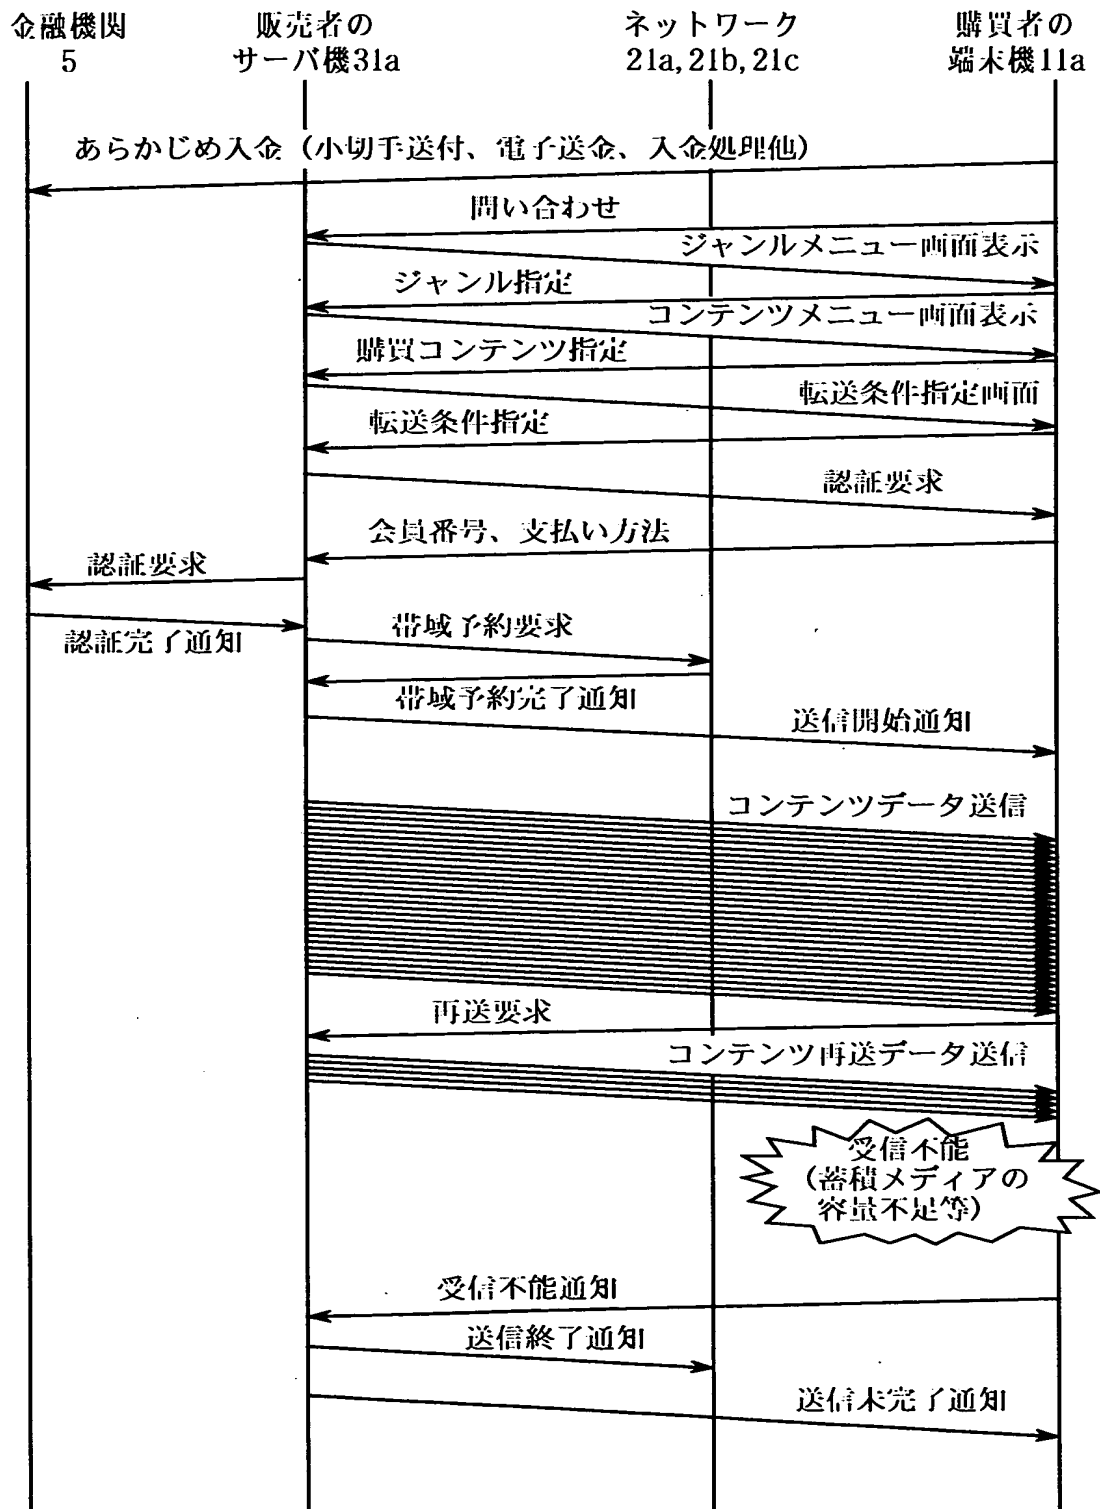 金融機関
5
販売者の
サーバ機31a
ネットワーク
21a,21b,21c
購買者の
端末機11a
あらかじめ入金(小切手送付、電子送金、入金処理他)
問い合わせ
ジャンルメニュー画面表示
ジャンル指定
コンテンツメニュー画面表示
購買コンテンツ指定
転送条件指定画面
転送条件指定
認証要求
会員番号、支払い方法
認証要求
認証完了通知
帯域予約要求
帯域予約完了通知
送信開始通知
コンテンツデータ送信
再送要求
コンテンツ再送データ送信
受信不能
(蓄積メディアの
容量不足等)
受信不能通知
送信終了通知
送信未完了通知